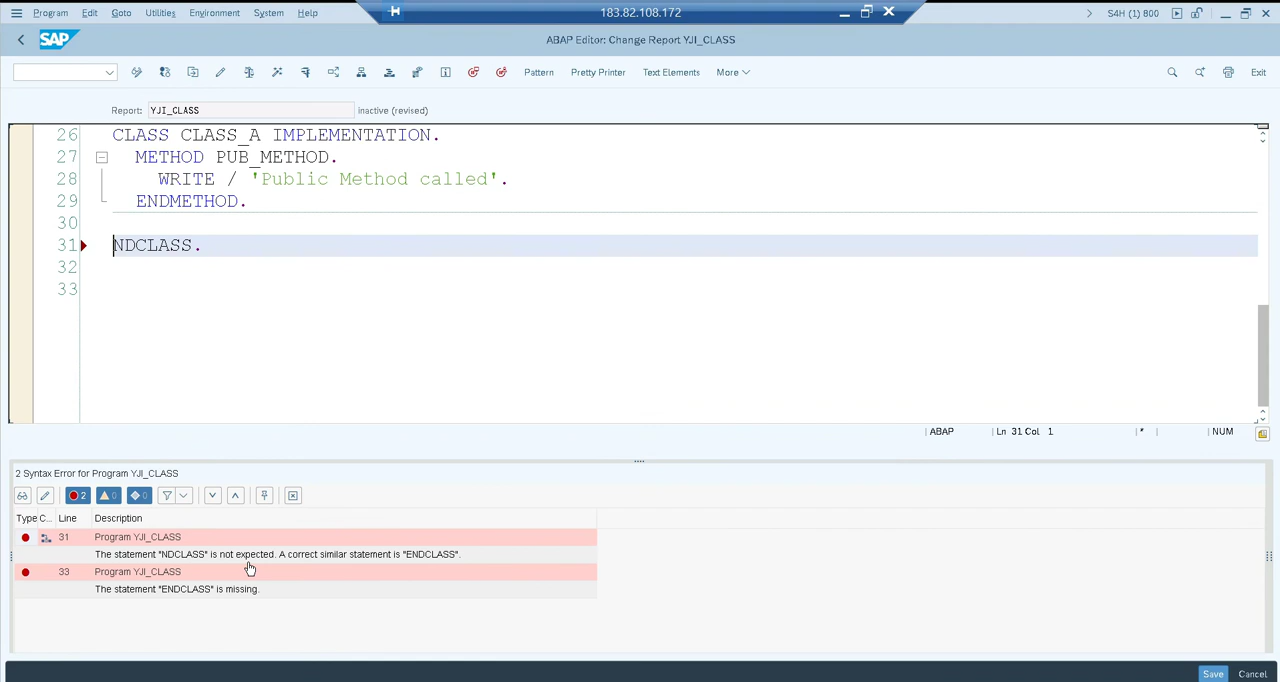 Program Edit Goto Utilities Environment System Help 183.82.108.172 S4H (1) 800
SAP ABAP Editor: Change Report YJI_CLASS
Pattern Pretty Printer Text Elements More Exit
Report: YJI_CLASS inactive (revised)
26 CLASS CLASS_A IMPLEMENTATION.
27 METHOD PUB_METHOD.
28 WRITE / 'Public Method called'.
29 ENDMETHOD.
30
31 NDCLASS.
32
33
ABAP Ln 31 Col 1 * NUM
2 Syntax Error for Program YJI_CLASS
2 0 0
Type C... Line Description
31 Program YJI_CLASS
The statement "NDCLASS" is not expected. A correct similar statement is "ENDCLASS".
33 Program YJI_CLASS
The statement "ENDCLASS" is missing.
Save Cancel